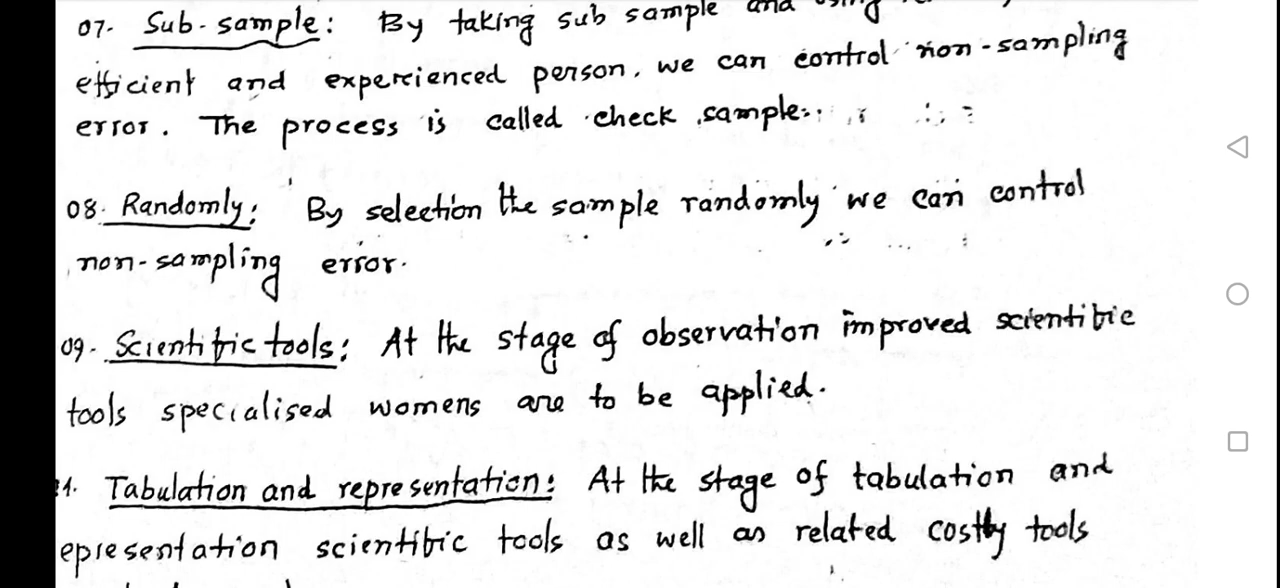 07. Sub-sample: By taking sub sample and
efficient and experienced person, we can control non-sampling
error. The process is called check sample.
08. Randomly: By selection the sample randomly we can control
non-sampling error.
09. Scientific tools: At the stage of observation improved scientific
tools specialised womens are to be applied.
1. Tabulation and representation: At the stage of tabulation and
epresentation scientific tools as well as related costly tools